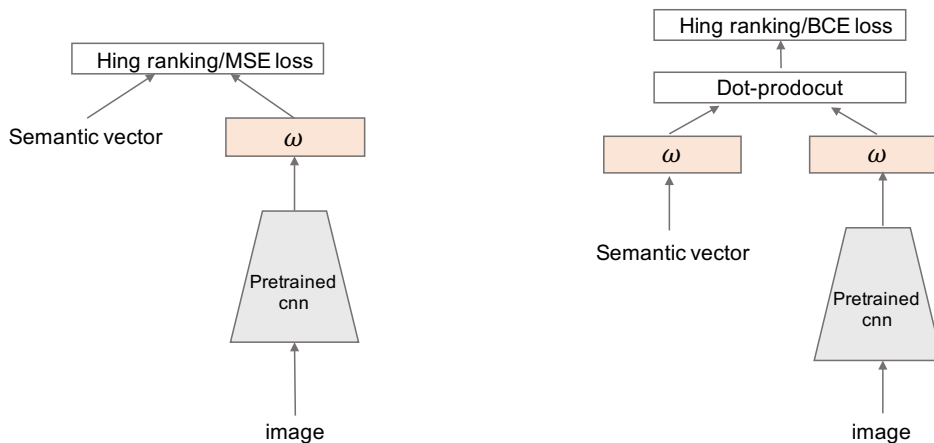 Hing ranking/MSE loss
Semantic vector
ω
Pretrained
cnn
image
Hing ranking/BCE loss
Dot-prodocut
ω
ω
Semantic vector
Pretrained
cnn
image